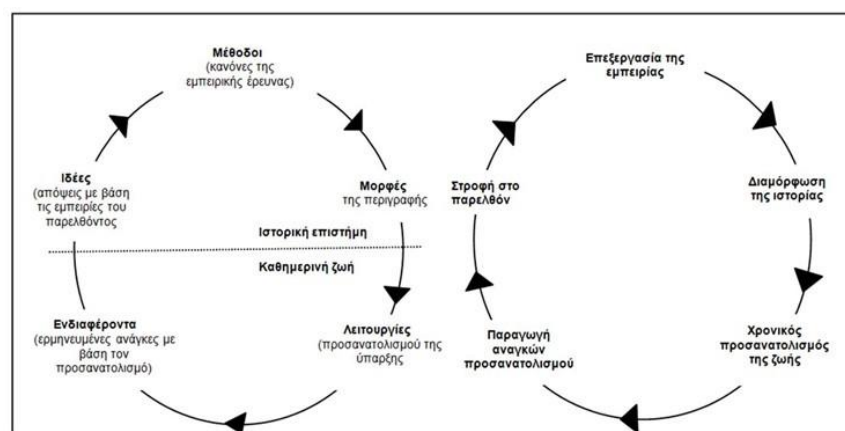 Μέθοδοι
(κανόνες της
εμπειρικής έρευνας)
Ιδέες
(απόψεις με βάση
τις εμπειρίες του
παρελθόντος
Μορφές
της περιγραφής
Ιστορική επιστήμη
Καθημερινή ζωή
Ενδιαφέροντα
(ερμηνευμένες ανάγκες με
βάση τον
προσανατολισμό)
Λειτουργίες
(προσανατολισμού της
ύπαρξης
Επεξεργασία της
εμπειρίας
Στροφή στο
παρελθόν
Διαμόρφωση
της ιστορίας
Παραγωγή
αναγκών
προσανατολισμού
Χρονικός
προσανατολισμός
της ζωής